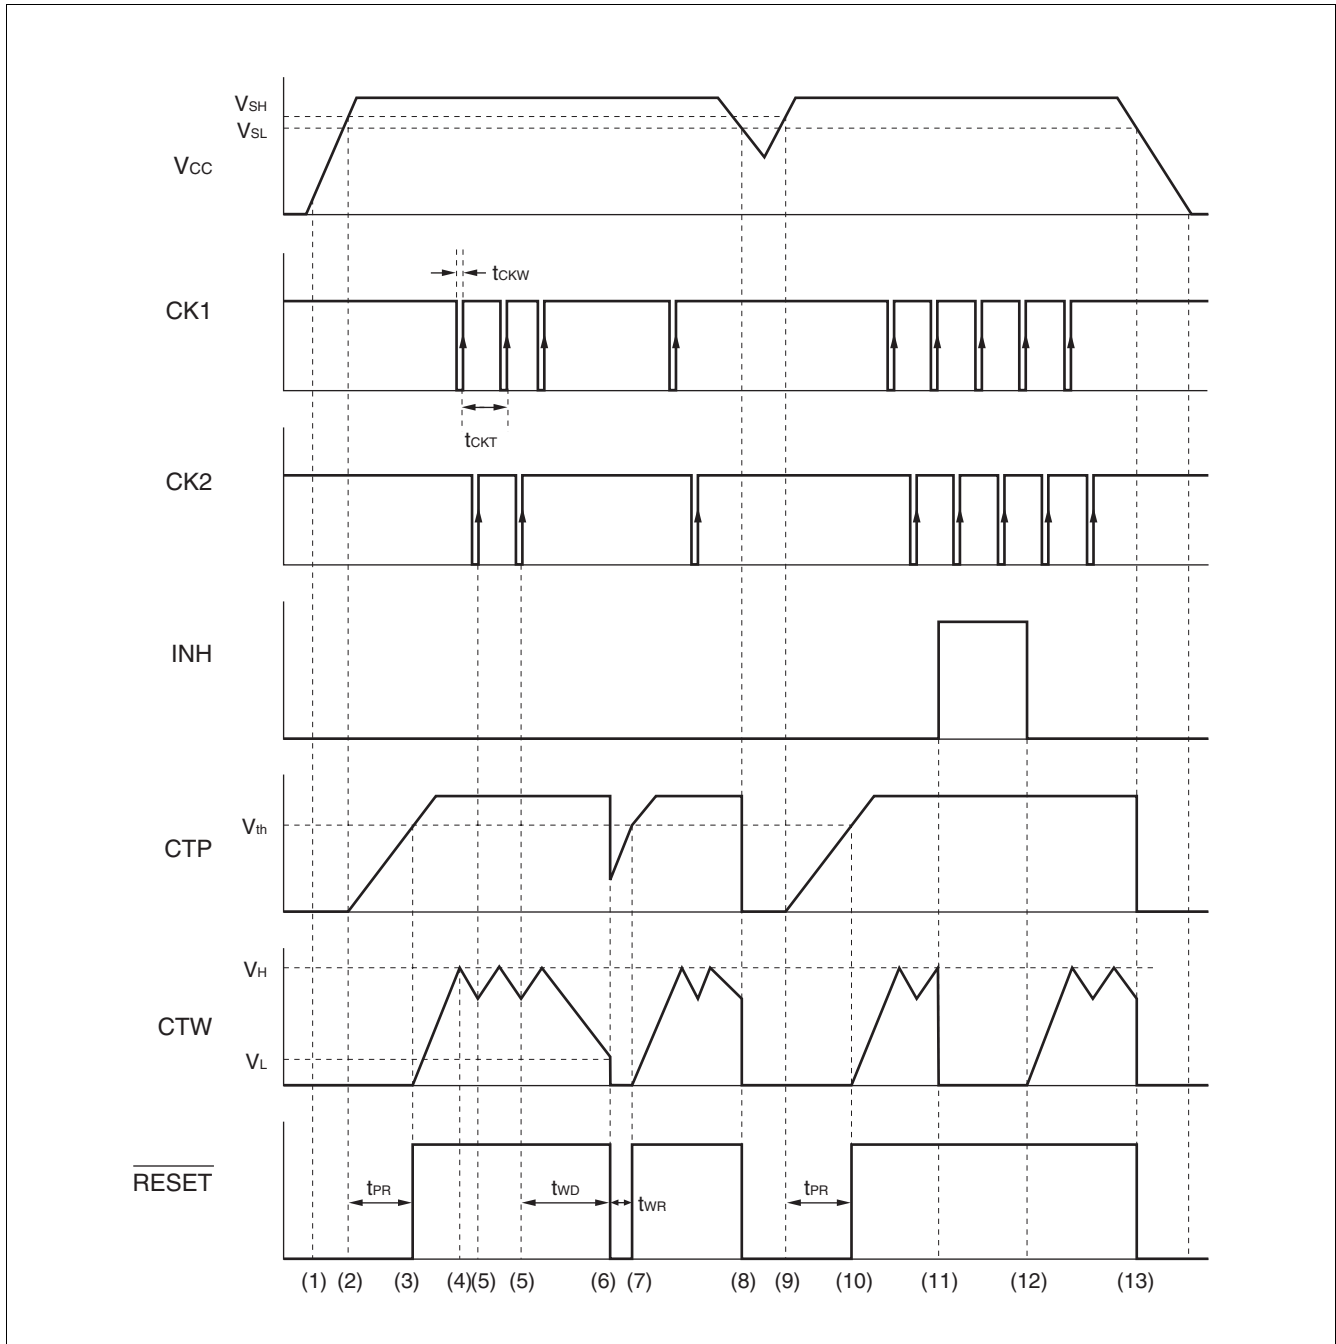 VSH
VSL
VCC
tCKW
CK1
tCKT
CK2
INH
Vth
CTP
VH
CTW
VL
RESET
tPR
tWD
tWR
tPR
(1) (2) (3) (4)(5) (5) (6) (7) (8) (9) (10) (11) (12) (13)